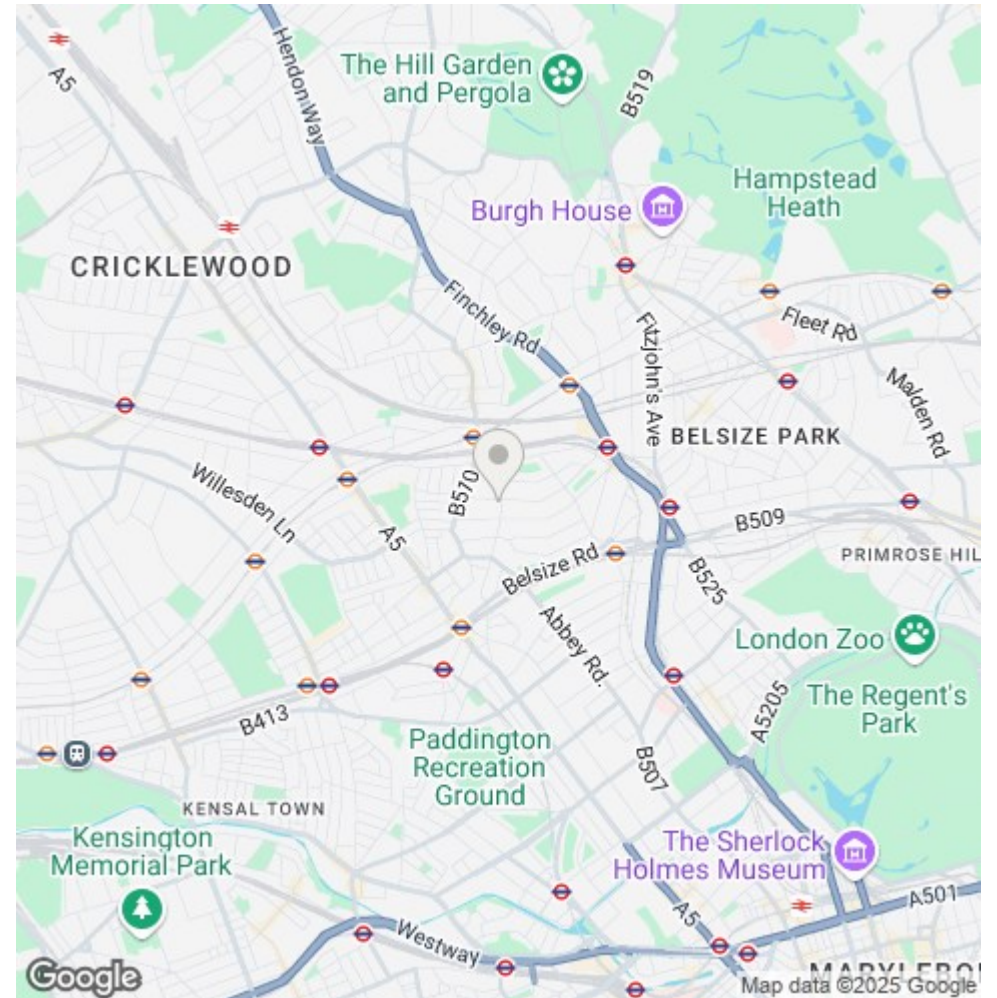 A5
Hendon Way
The Hill Garden
and Pergola
B519
Burgh House
Hampstead
Heath
CRICKLEWOOD
Finchley Rd
Fitzjohn's Ave
Fleet Rd
Malden Rd
BELSIZE PARK
Willesden Ln
B510
A5
B509
Belsize Rd
B525
PRIMROSE HIL
Abbey Rd.
London Zoo
The Regent's
Park
A5205
B413
Paddington
Recreation
Ground
B507
KENSAL TOWN
Kensington
Memorial Park
The Sherlock
Holmes Museum
A5
A501
Westway
MARYLEBO
Google
Map data ©2025 Google